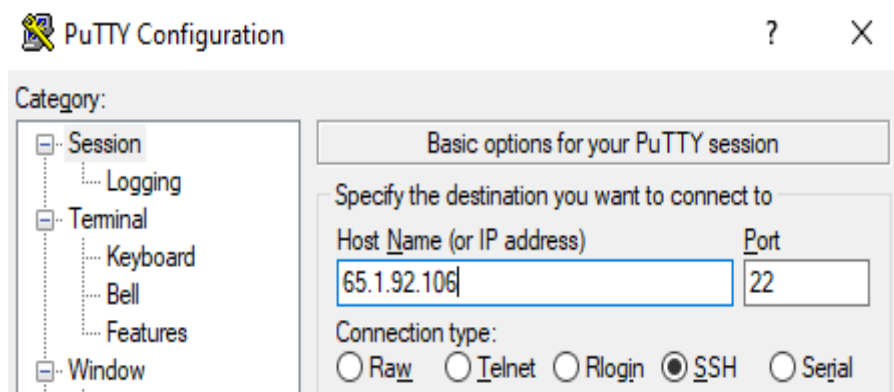 PuTTY Configuration ? X
Category:
Session
Logging
Terminal
Keyboard
Bell
Features
Window
Basic options for your PuTTY session
Specify the destination you want to connect to
Host Name (or IP address) Port
65.1.92.106 22
Connection type:
Raw Telnet Rlogin SSH Serial